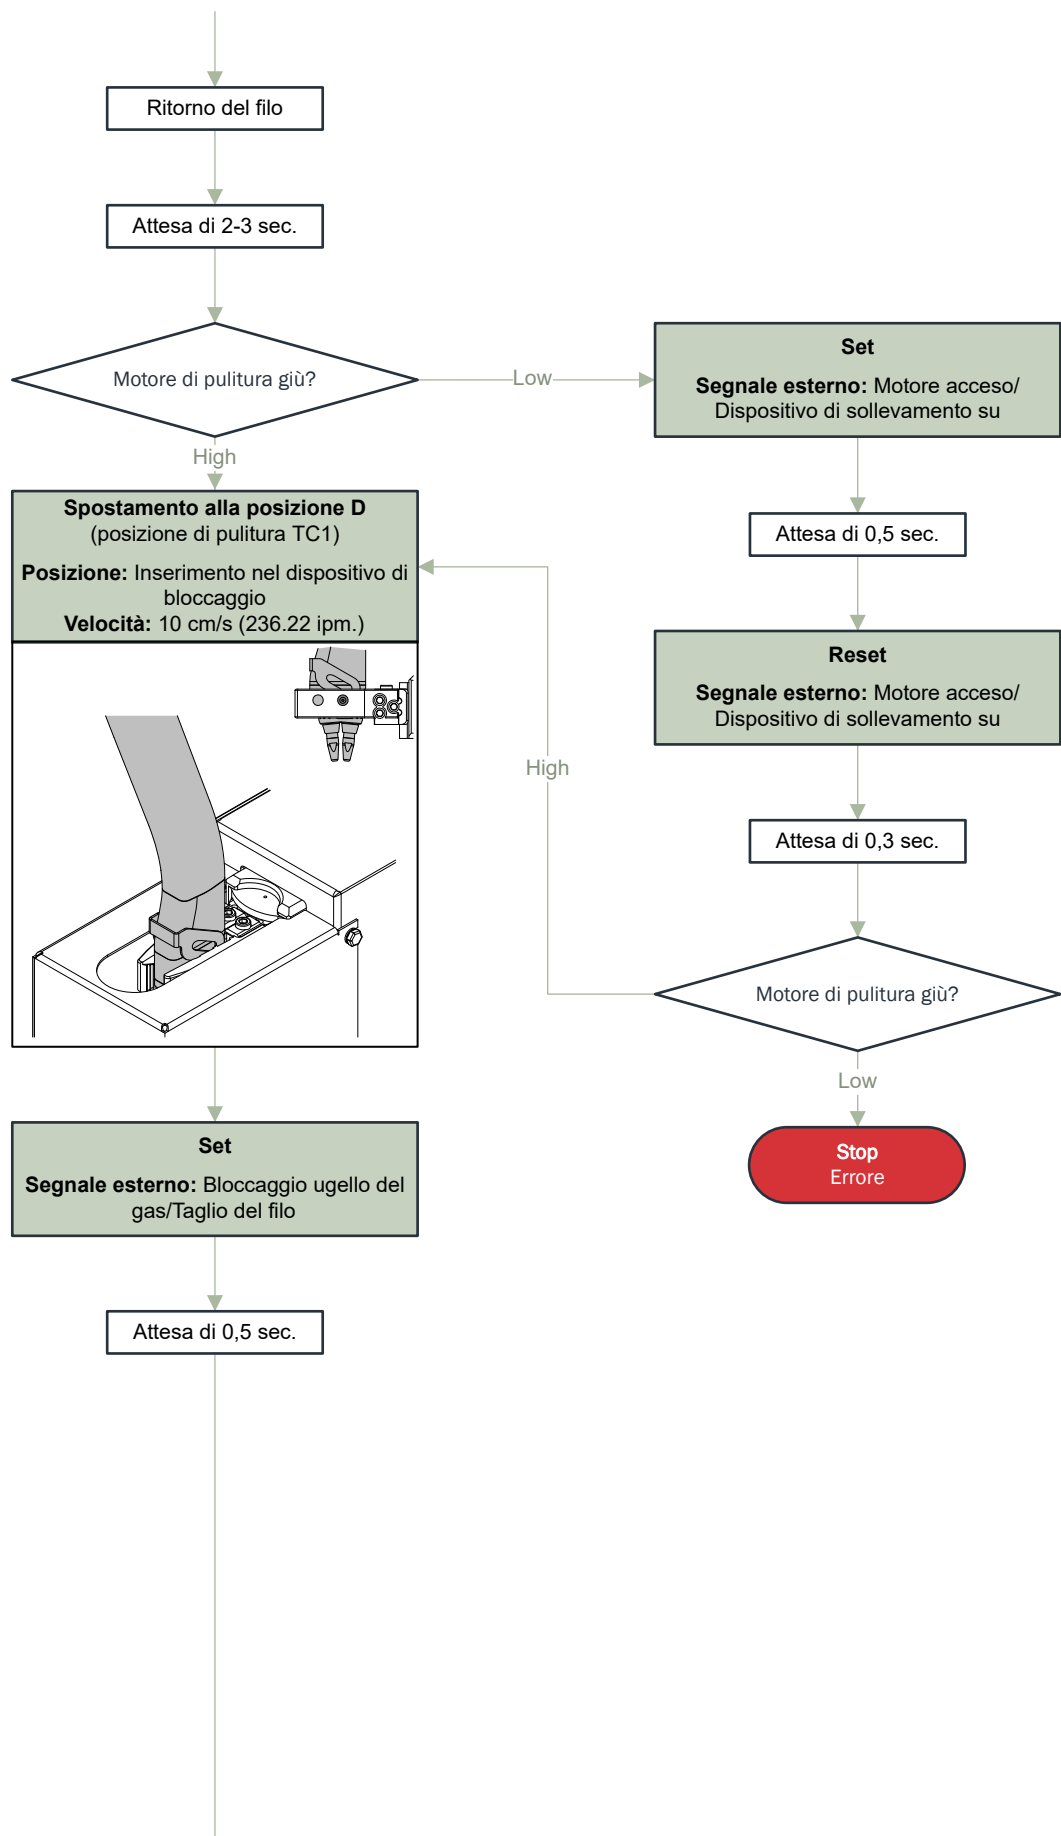 Ritorno del filo
Attesa di 2-3 sec.
Motore di pulitura giù?
Low
High
Spostamento alla posizione D
(posizione di pulitura TC1)
Posizione: Inserimento nel dispositivo di
bloccaggio
Velocità: 10 cm/s (236.22 ipm.)
Set
Segnale esterno: Bloccaggio ugello del
gas/Taglio del filo
Attesa di 0,5 sec.
Set
Segnale esterno: Motore acceso/
Dispositivo di sollevamento su
Attesa di 0,5 sec.
Reset
Segnale esterno: Motore acceso/
Dispositivo di sollevamento su
Attesa di 0,3 sec.
Motore di pulitura giù?
High
Low
Stop
Errore